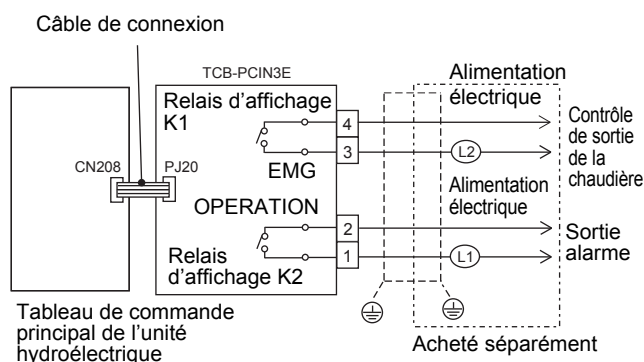 Câble de connexion
TCB-PCIN3E
Alimentation
électrique
Relais d'affichage
K1
4
3
L2
Contrôle
de sortie
de la
chaudière
EMG
CN208
PJ20
Alimentation
électrique
OPERATION
2
1
L1
Sortie
alarme
Relais
d'affichage K2
Tableau de commande
principal de l'unité
hydroélectrique
Acheté séparément